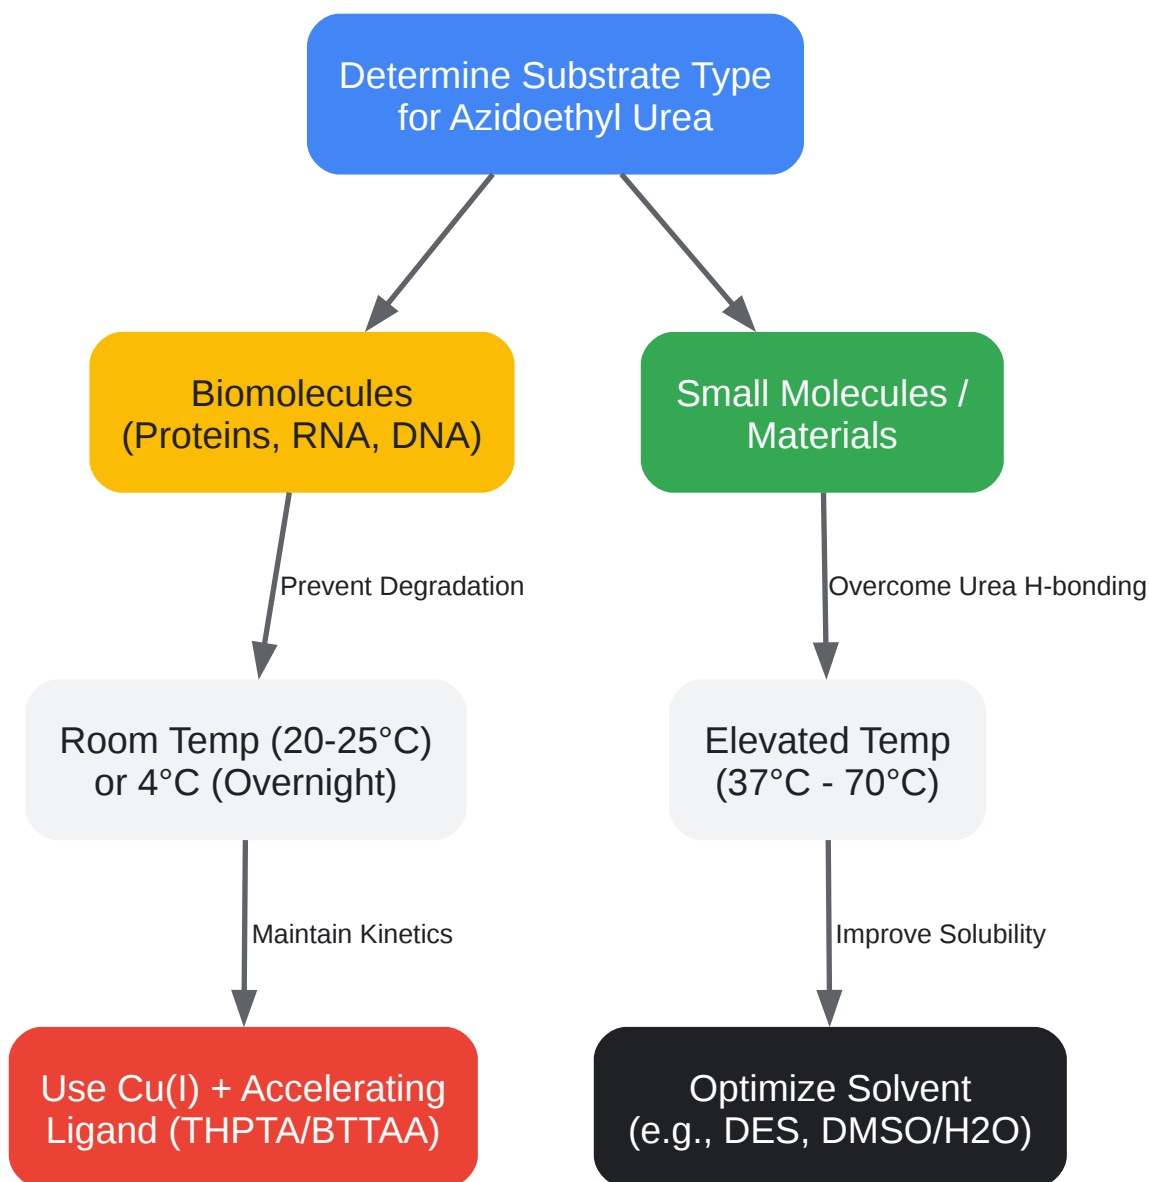 Determine Substrate Type
for Azidoethyl Urea
Biomolecules
(Proteins, RNA, DNA)
Small Molecules /
Materials
Prevent Degradation
Overcome Urea H-bonding
Room Temp (20-25°C)
or 4°C (Overnight)
Elevated Temp
(37°C - 70°C)
Maintain Kinetics
Improve Solubility
Use Cu(I) + Accelerating
Ligand (THPTA/BTTAA)
Optimize Solvent
(e.g., DES, DMSO/H2O)